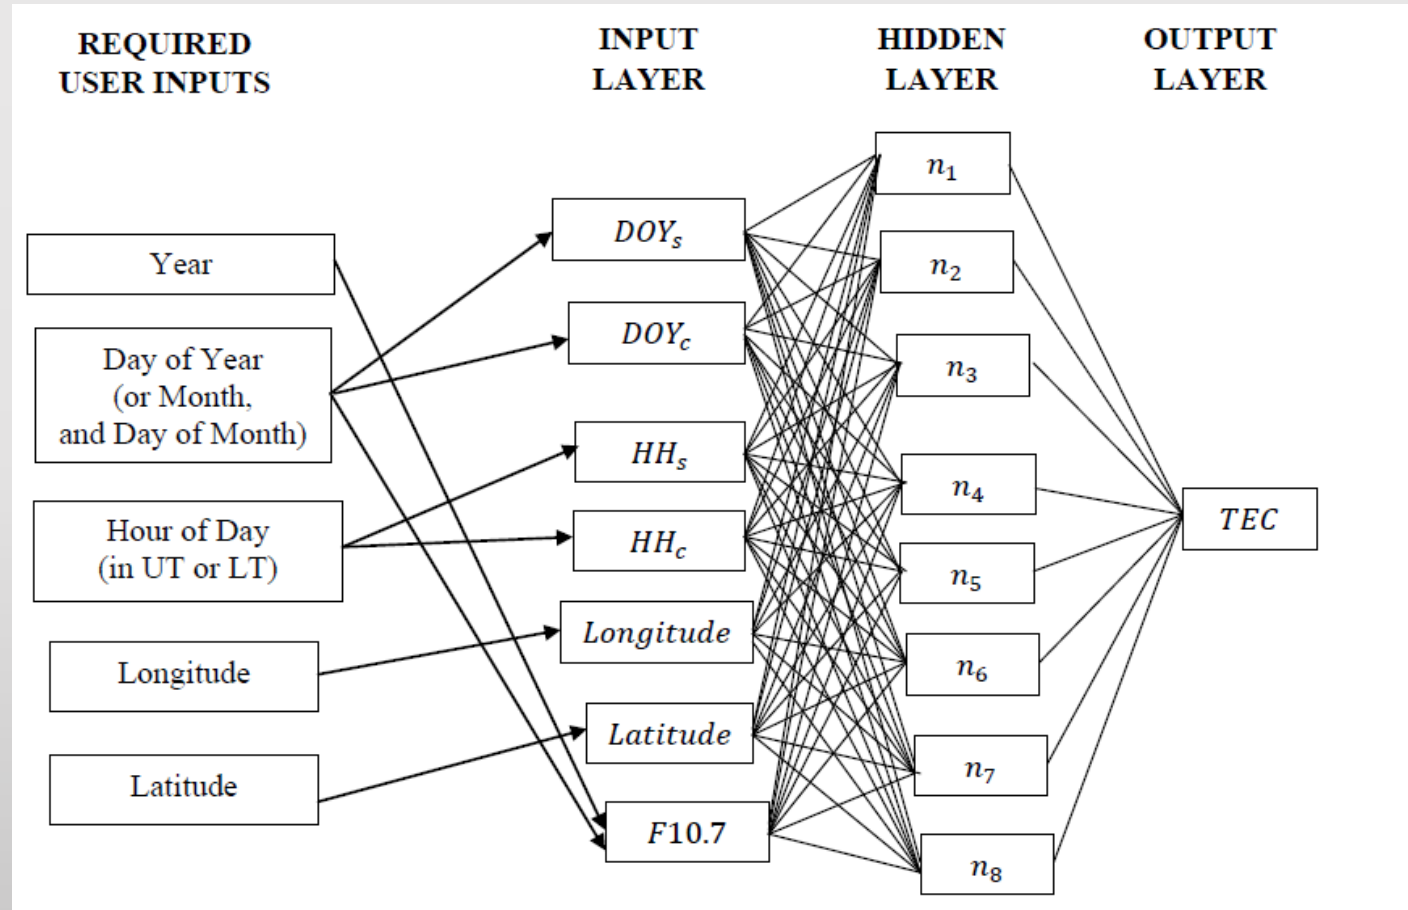 REQUIRED
USER INPUTS
INPUT
LAYER
HIDDEN
LAYER
OUTPUT
LAYER
Year
Day of Year
(or Month,
and Day of Month)
Hour of Day
(in UT or LT)
Longitude
Latitude
DOYₛ
DOY꜀
HHₛ
HH꜀
Longitude
Latitude
F10.7
n₁
n₂
n₃
n₄
n₅
n₆
n₇
n₈
TEC